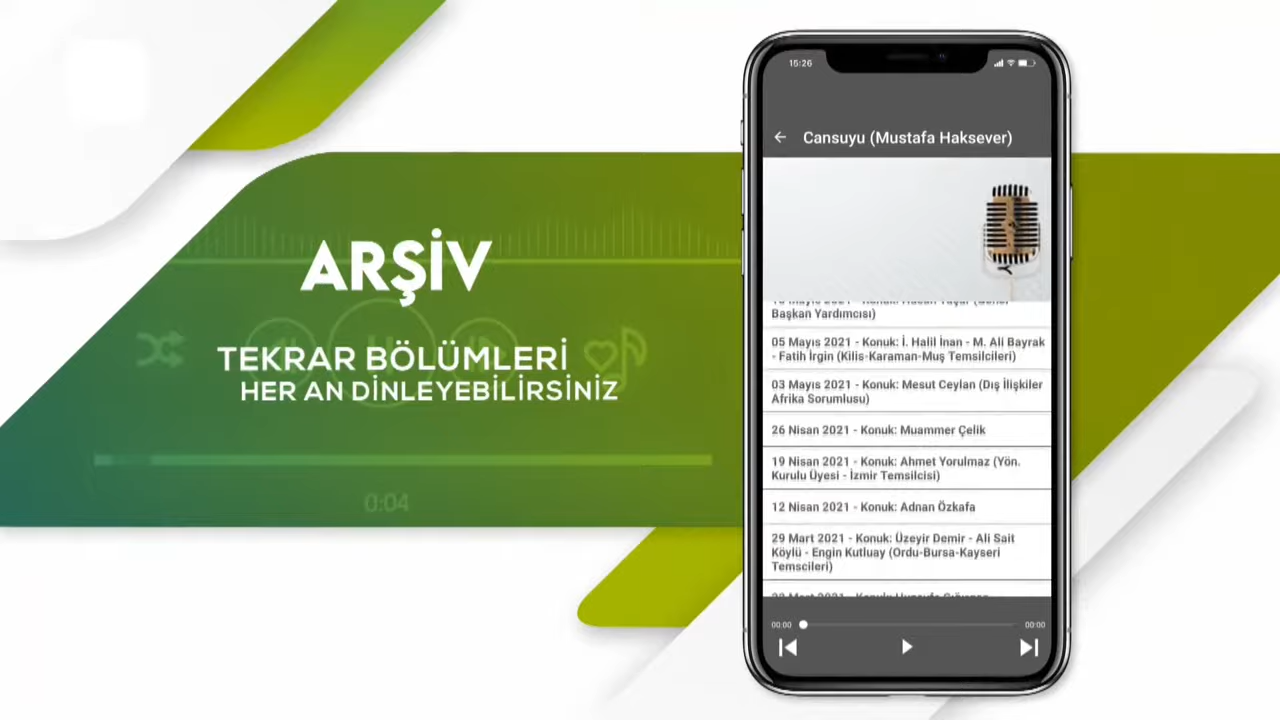 ARŞİV
TEKRAR BÖLÜMLERİ
HER AN DİNLEYEBİLİRSİNİZ
0:04
15:26
Cansuyu (Mustafa Haksever)
Başkan Yardımcısı)
05 Mayıs 2021 - Konuk: İ. Halil İnan - M. Ali Bayrak
- Fatih İrgin (Kilis-Karaman-Muş Temsilcileri)
03 Mayıs 2021 - Konuk: Mesut Ceylan (Dış İlişkiler
Afrika Sorumlusu)
26 Nisan 2021 - Konuk: Muammer Çelik
19 Nisan 2021 - Konuk: Ahmet Yorulmaz (Yön.
Kurulu Üyesi - İzmir Temsilcisi)
12 Nisan 2021 - Konuk: Adnan Özkafa
29 Mart 2021 - Konuk: Üzeyir Demir - Ali Sait
Köylü - Engin Kutluay (Ordu-Bursa-Kayseri
Temscileri)
00:00
00:00